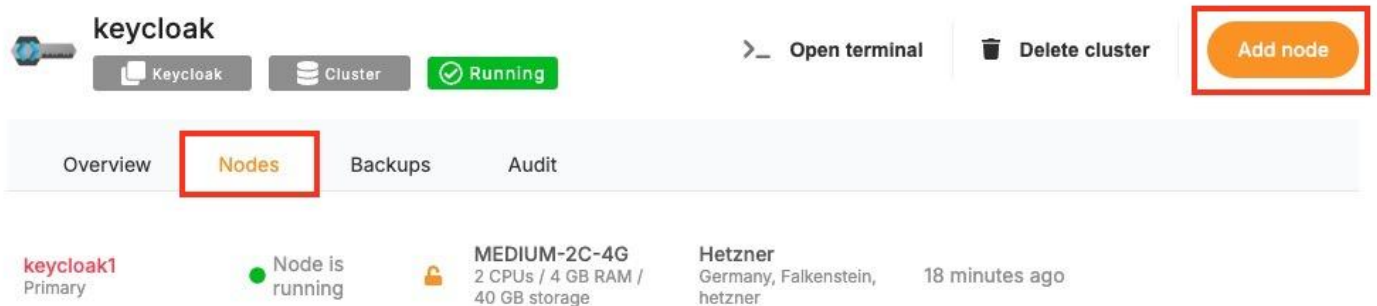 keycloak
Keycloak Cluster Running
>_ Open terminal Delete cluster Add node
Overview Nodes Backups Audit
keycloak1
Primary
Node is
running
MEDIUM-2C-4G
2 CPUs / 4 GB RAM /
40 GB storage
Hetzner
Germany, Falkenstein,
hetzner
18 minutes ago